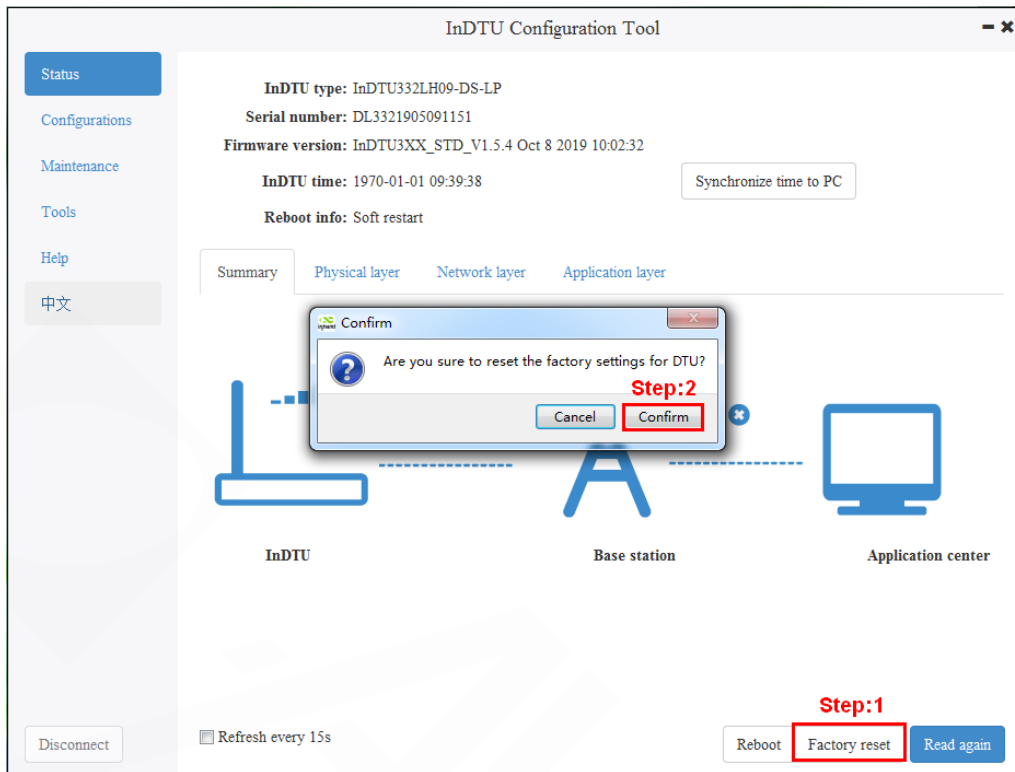 InDTU Configuration Tool
Status
Configurations
Maintenance
Tools
Help
中文
InDTU type: InDTU332LH09-DS-LP
Serial number: DL3321905091151
Firmware version: InDTU3XX_STD_V1.5.4 Oct 8 2019 10:02:32
InDTU time: 1970-01-01 09:39:38
Synchronize time to PC
Reboot info: Soft restart
Summary Physical layer Network layer Application layer
Confirm
Are you sure to reset the factory settings for DTU?
Step:2
Cancel Confirm
InDTU Base station Application center
Step:1
Disconnect Refresh every 15s Reboot Factory reset Read again